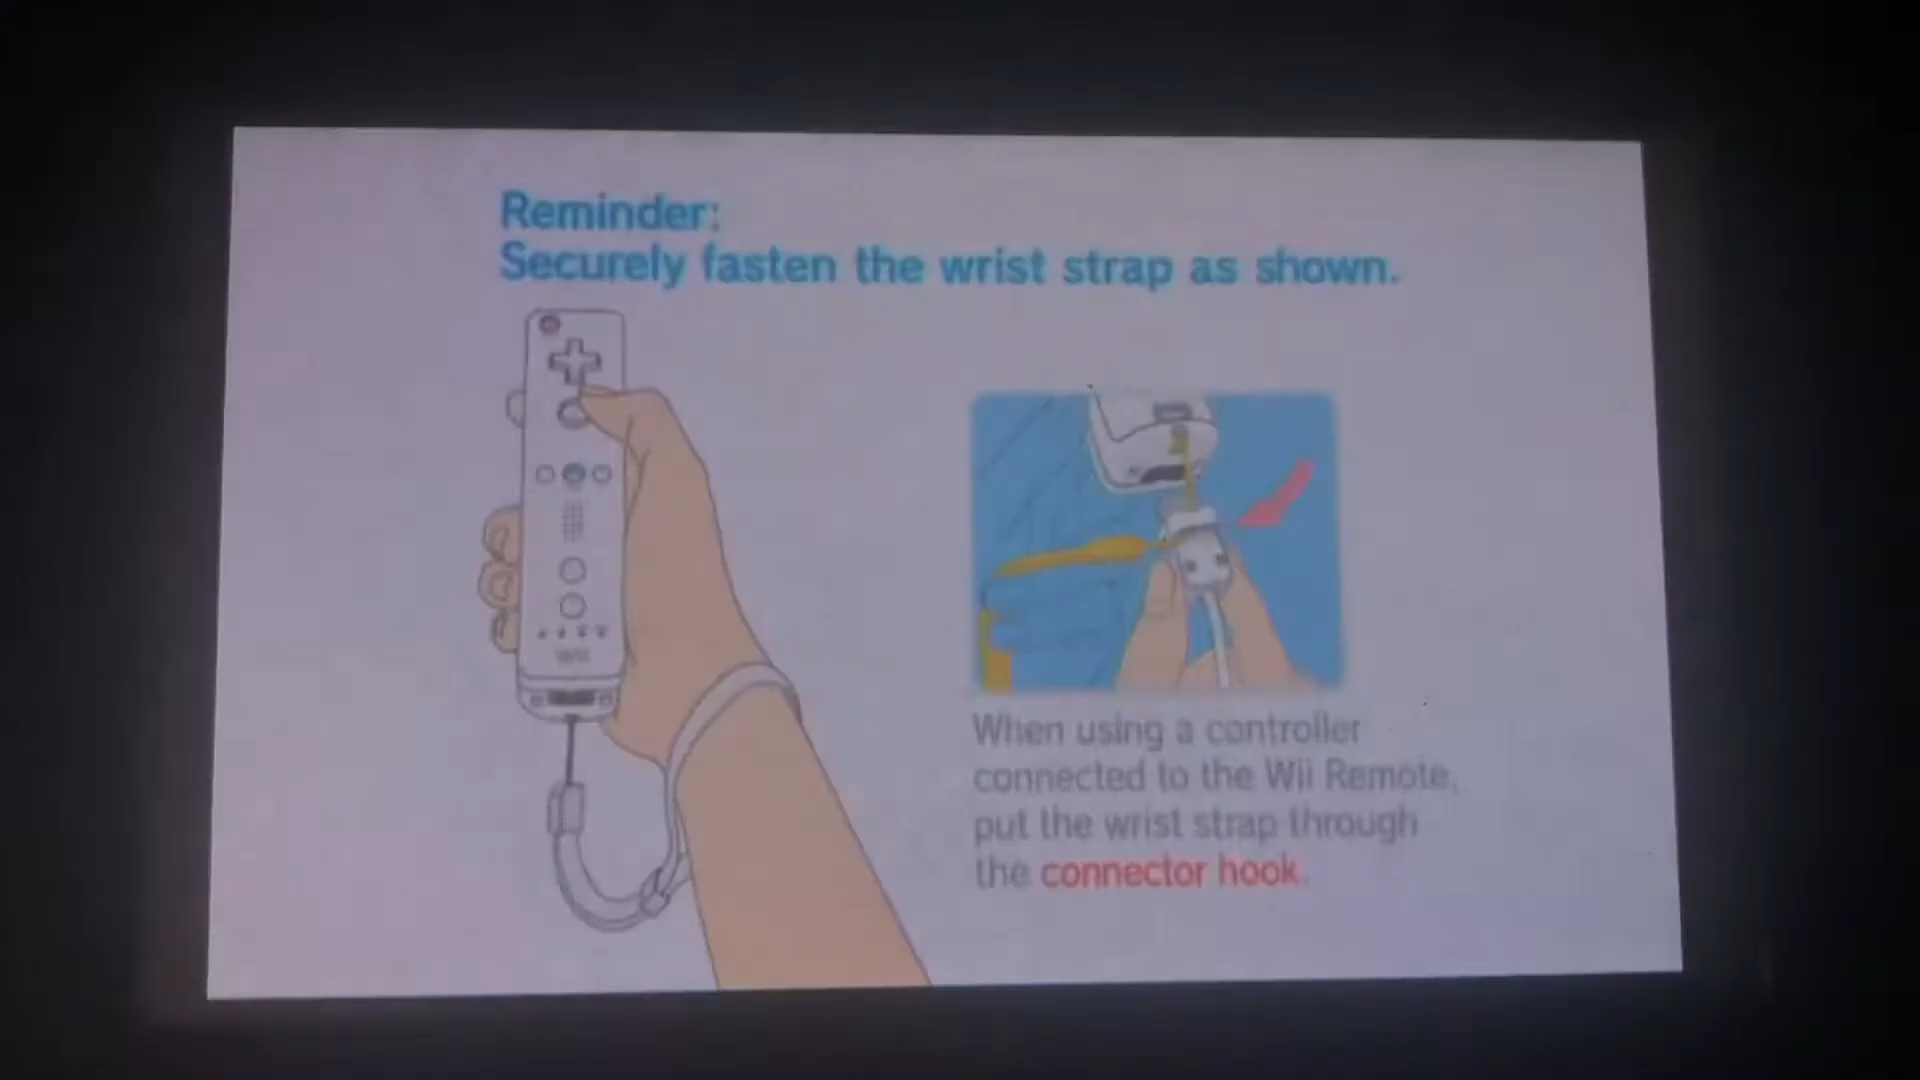 Reminder:
Securely fasten the wrist strap as shown.
Wii
When using a controller
connected to the Wii Remote,
put the wrist strap through
the connector hook.